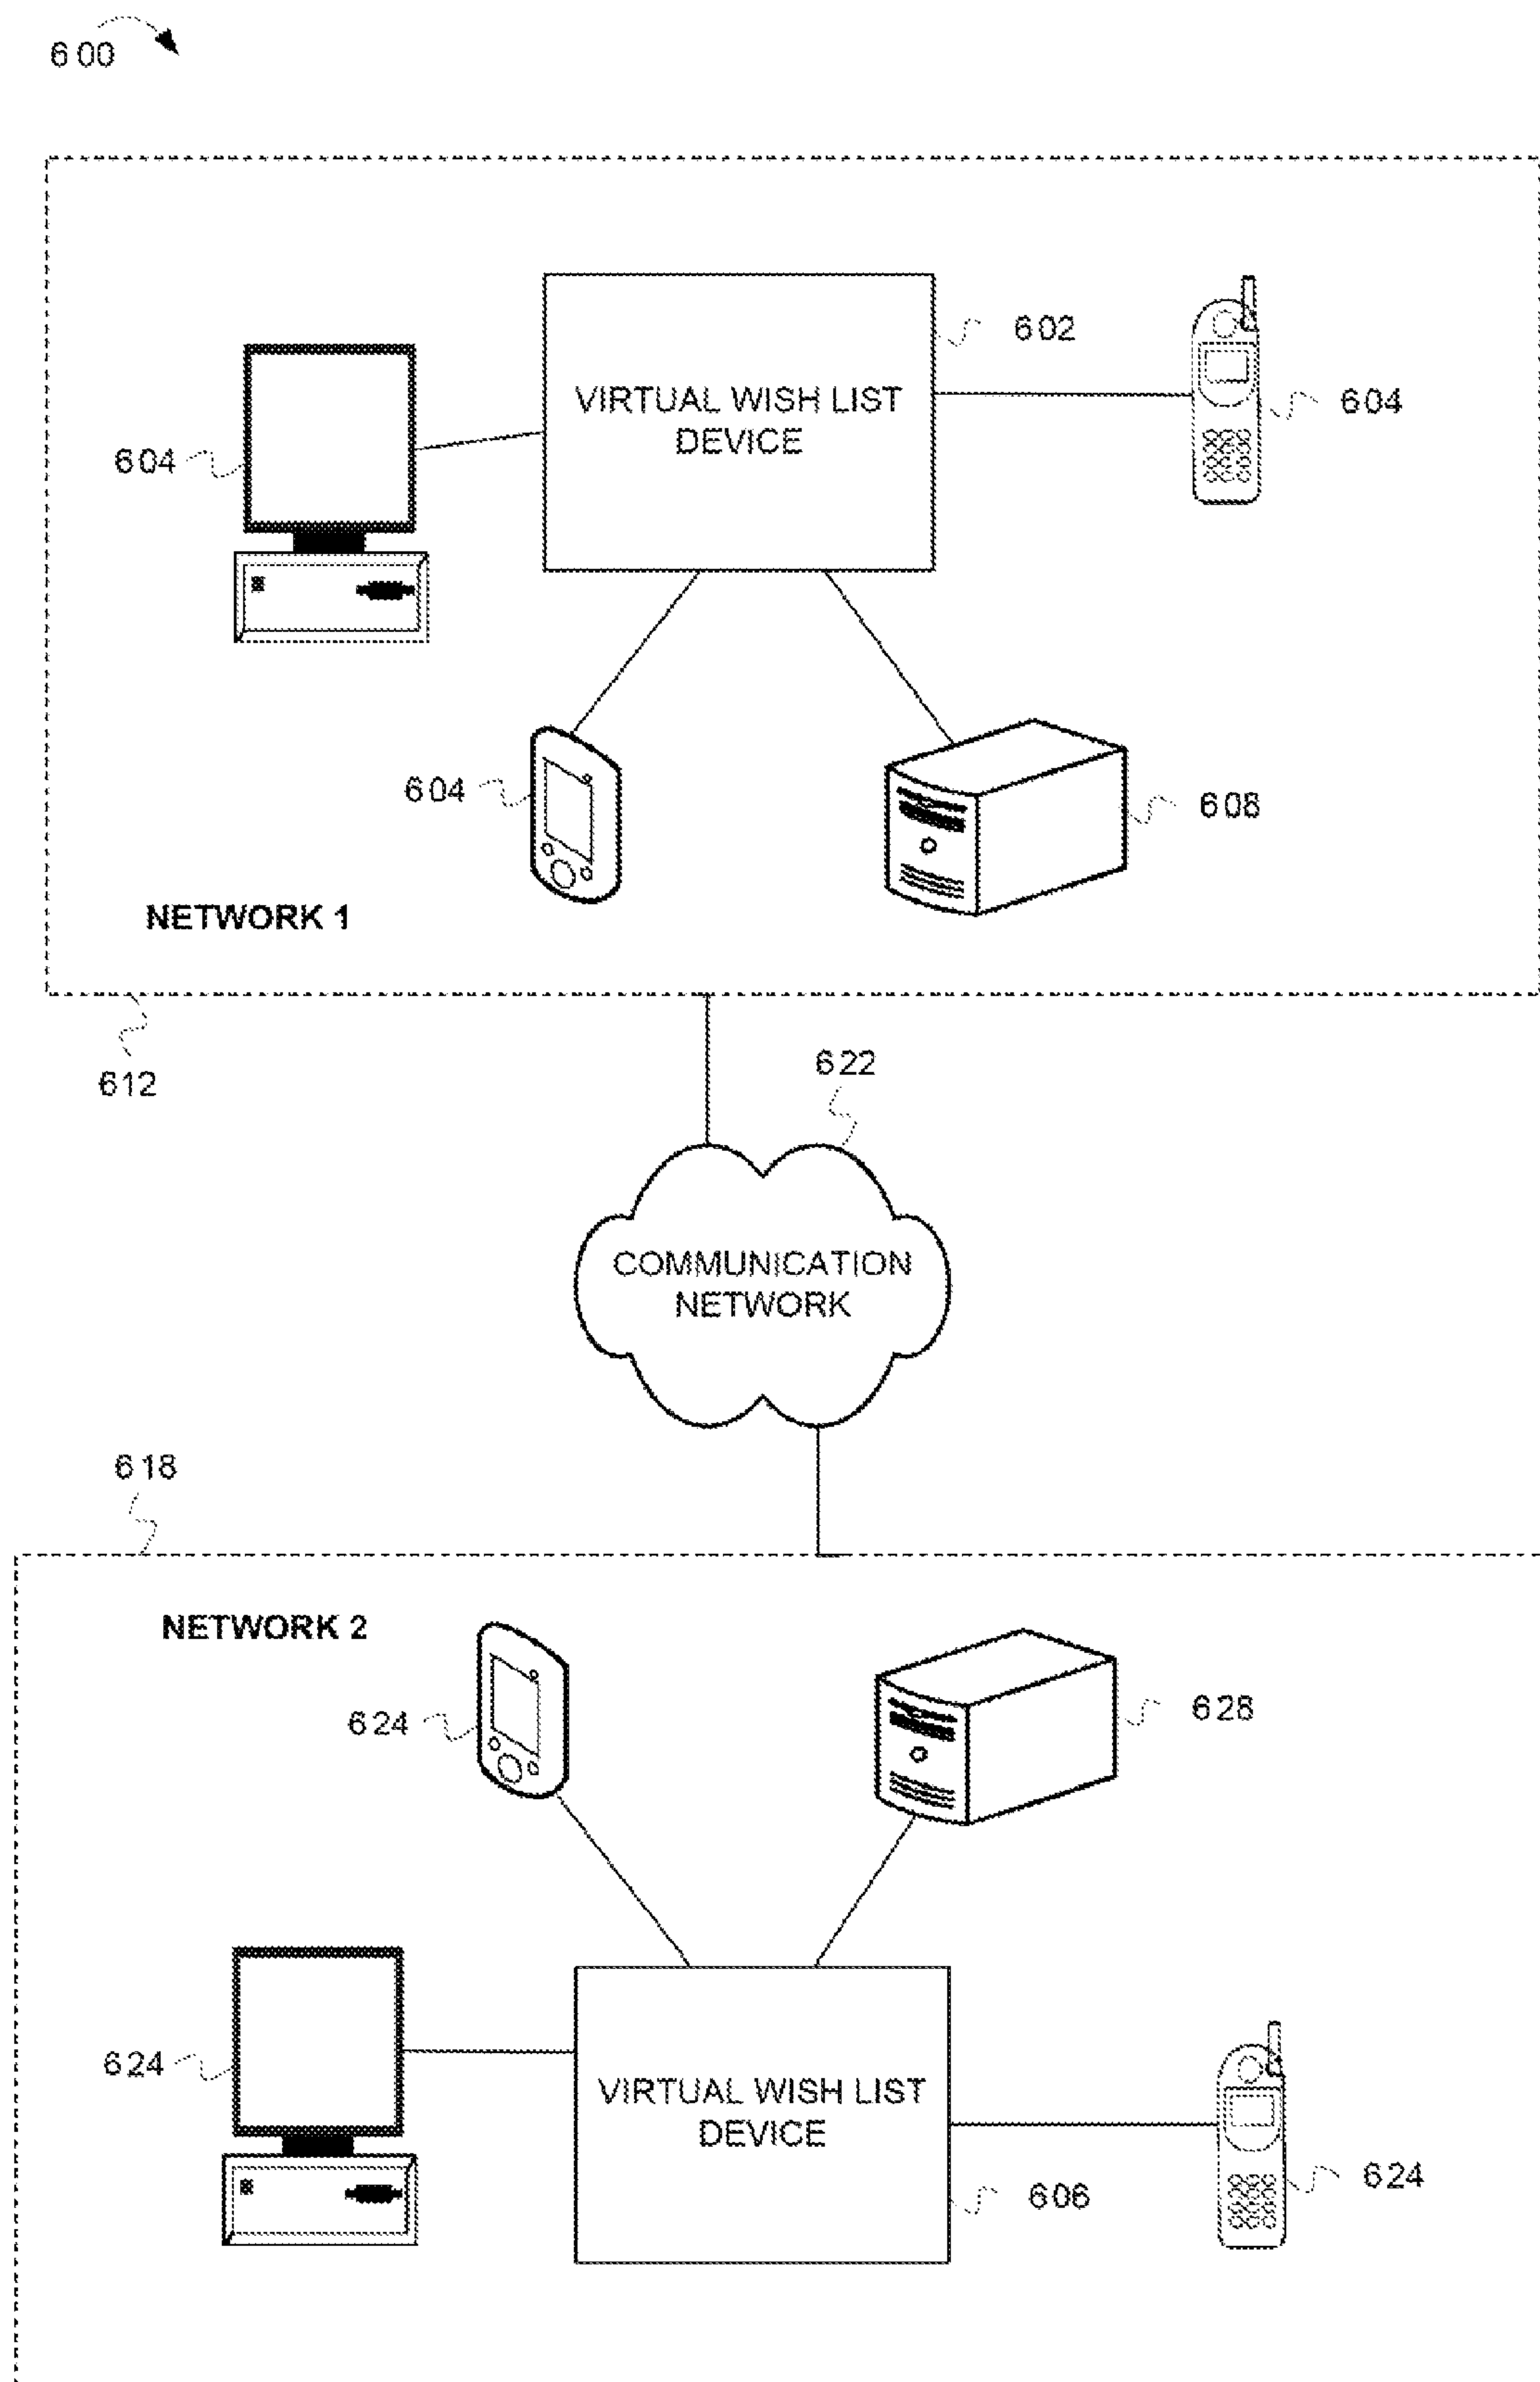 600
VIRTUAL WISH LIST
DEVICE
602
604
604
604
608
NETWORK 1
612
622
COMMUNICATION
NETWORK
618
NETWORK 2
624
628
624
VIRTUAL WISH LIST
DEVICE
606
624